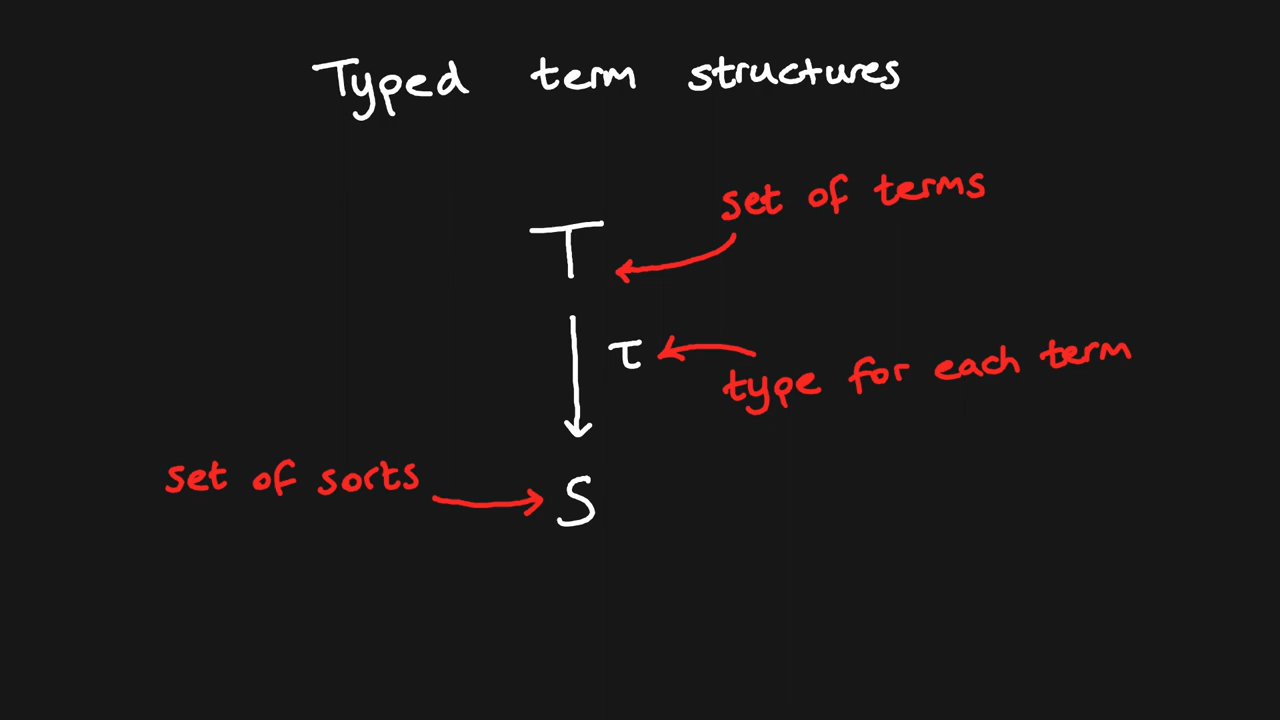 Typed term structures
set of terms
T
τ
type for each term
set of sorts
S